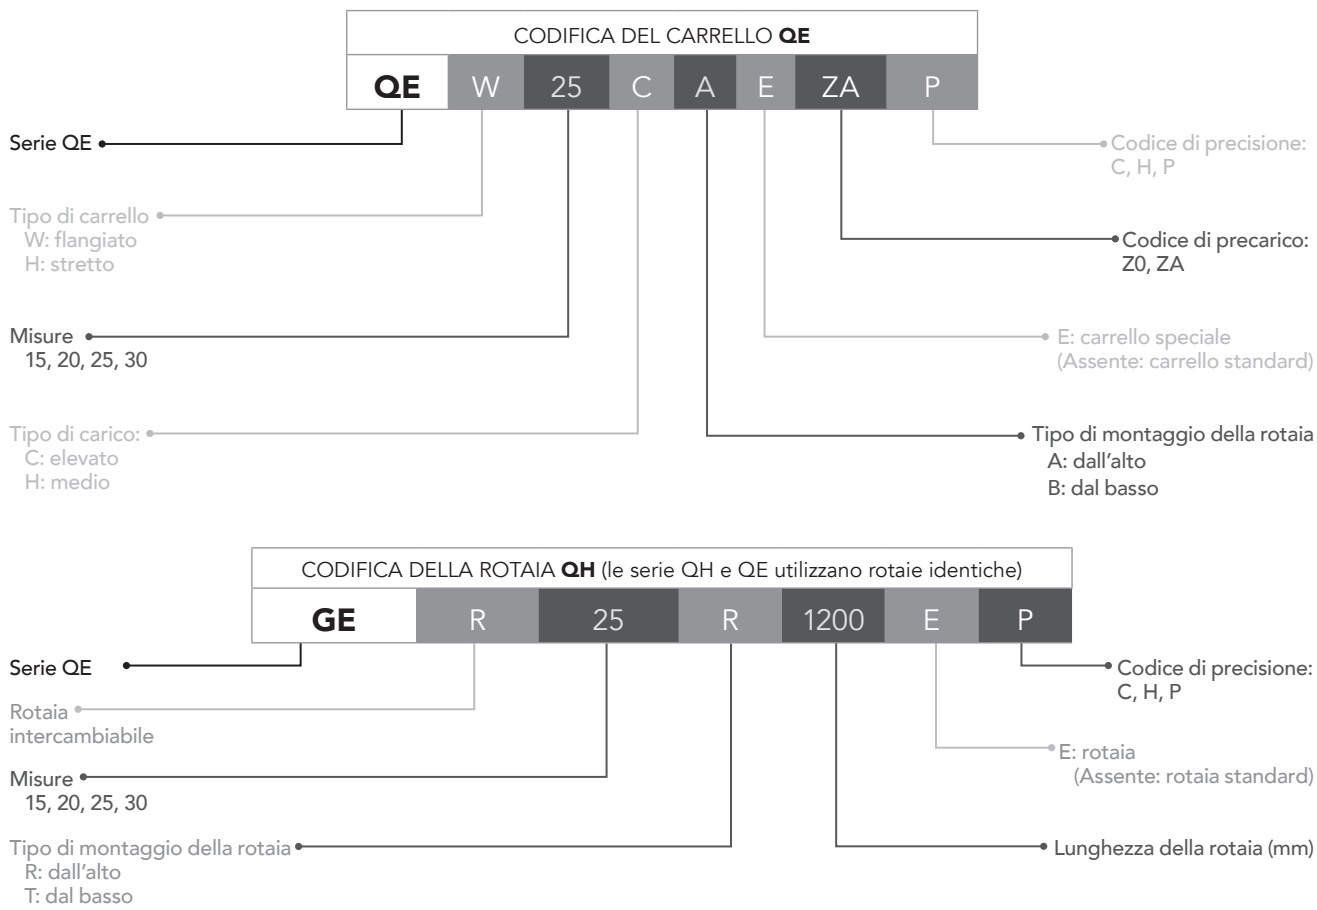 CODIFICA DEL CARRELLO QE
QE W 25 C A E ZA P
Serie QE
Codice di precisione:
C, H, P
Tipo di carrello
W: flangiato
H: stretto
Codice di precarico:
Z0, ZA
Misure
15, 20, 25, 30
E: carrello speciale
(Assente: carrello standard)
Tipo di carico:
C: elevato
H: medio
Tipo di montaggio della rotaia
A: dall'alto
B: dal basso
CODIFICA DELLA ROTAIA QH (le serie QH e QE utilizzano rotaie identiche)
GE R 25 R 1200 E P
Serie QE
Codice di precisione:
C, H, P
Rotaia
intercambiabile
E: rotaia
(Assente: rotaia standard)
Misure
15, 20, 25, 30
Tipo di montaggio della rotaia
R: dall'alto
T: dal basso
Lunghezza della rotaia (mm)